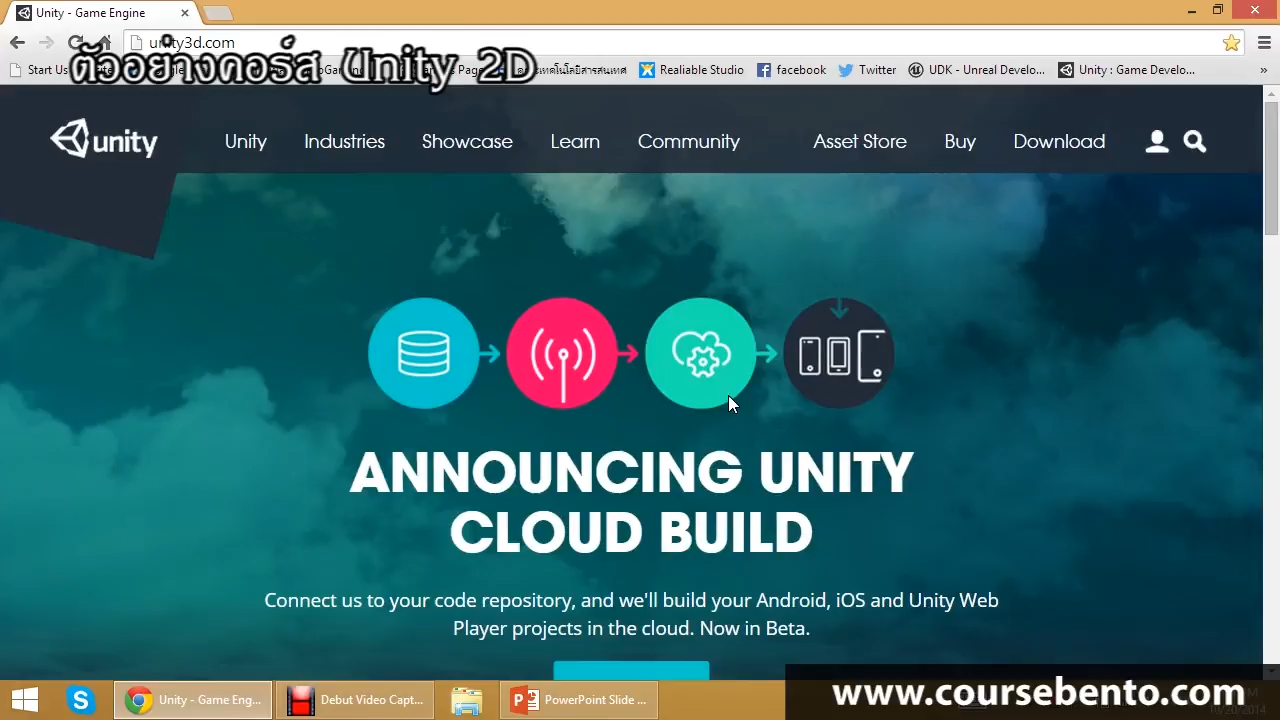 Unity - Game Engine
unity3d.com
ตัวอย่างคอร์ส Unity 2D
Start
Realiable Studio
facebook
Twitter
UDK - Unreal Develo...
Unity : Game Develo...
»
unity
Unity
Industries
Showcase
Learn
Community
Asset Store
Buy
Download
ANNOUNCING UNITY
CLOUD BUILD
Connect us to your code repository, and we'll build your Android, iOS and Unity Web
Player projects in the cloud. Now in Beta.
Unity - Game Eng...
Debut Video Capt...
PowerPoint Slide ...
www.coursebento.com